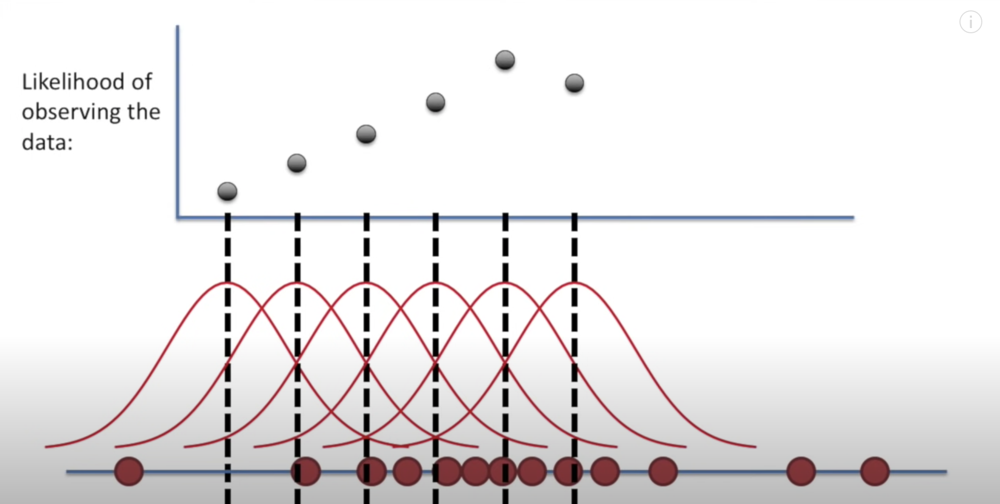 Likelihood of
observing the
data: